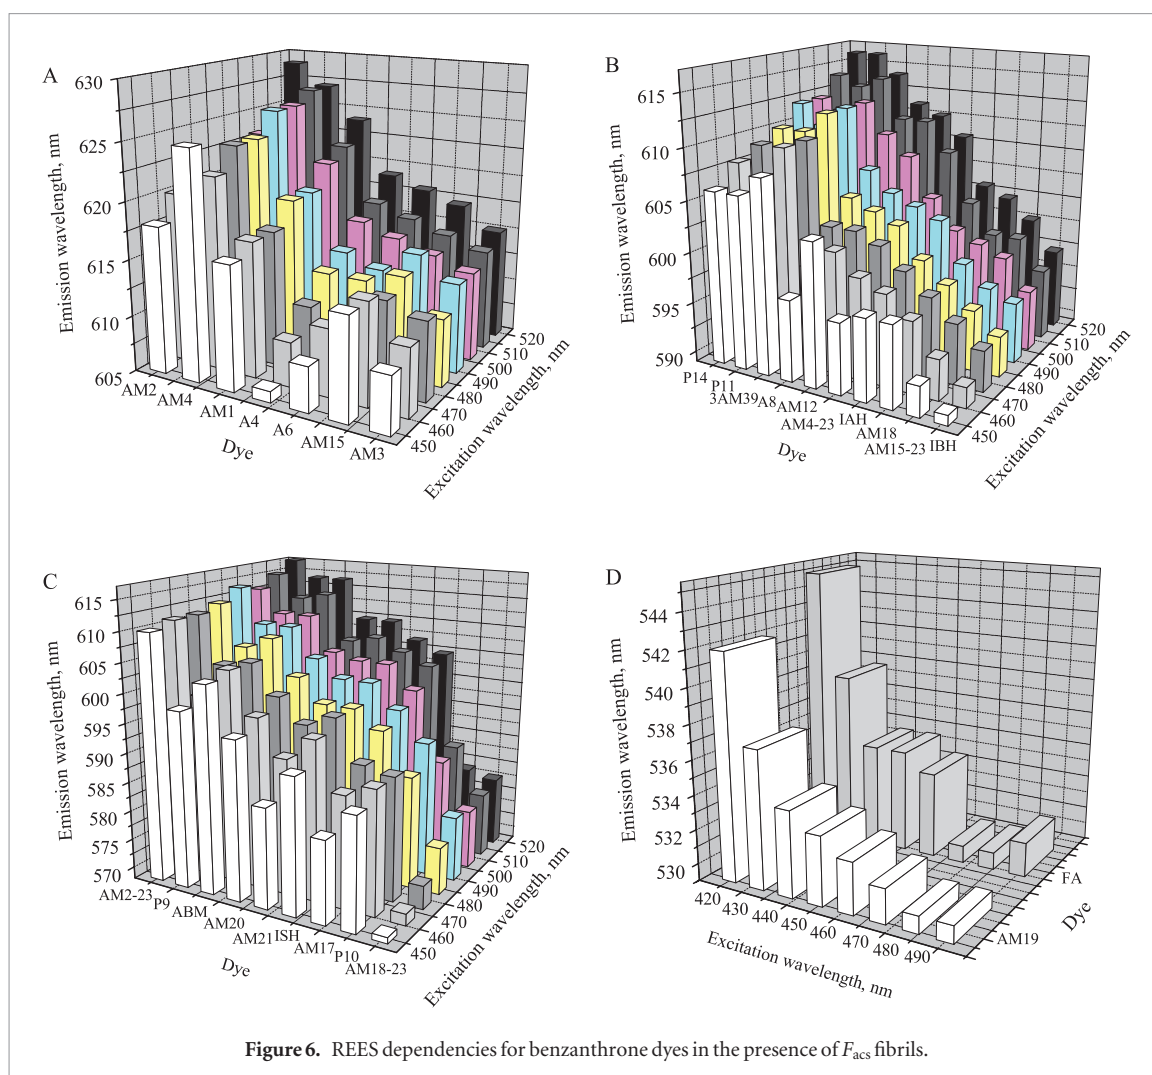 A
Emission wavelength, nm
630
625
620
615
610
605
AM2
AM4
AM1
A4
A6
AM15
AM3
Dye
450
460
470
480
490
500
510
520
Excitation wavelength, nm
B
Emission wavelength, nm
615
610
605
600
595
590
P14
P11
3AM39
A8
AM12
AM4-23
IAH
AM18
AM15-23
IBH
Dye
450
460
470
480
490
500
510
520
Excitation wavelength, nm
C
Emission wavelength, nm
615
610
605
600
595
590
585
580
575
570
AM2-23
P9
ABM
AM20
AM21
ISH
AM17
P10
AM18-23
Dye
450
460
470
480
490
500
510
520
Excitation wavelength, nm
D
Emission wavelength, nm
544
542
540
538
536
534
532
530
420
430
440
450
460
470
480
490
Excitation wavelength, nm
AM19
FA
Dye
Figure 6. REES dependencies for benzanthrone dyes in the presence of Facs fibrils.